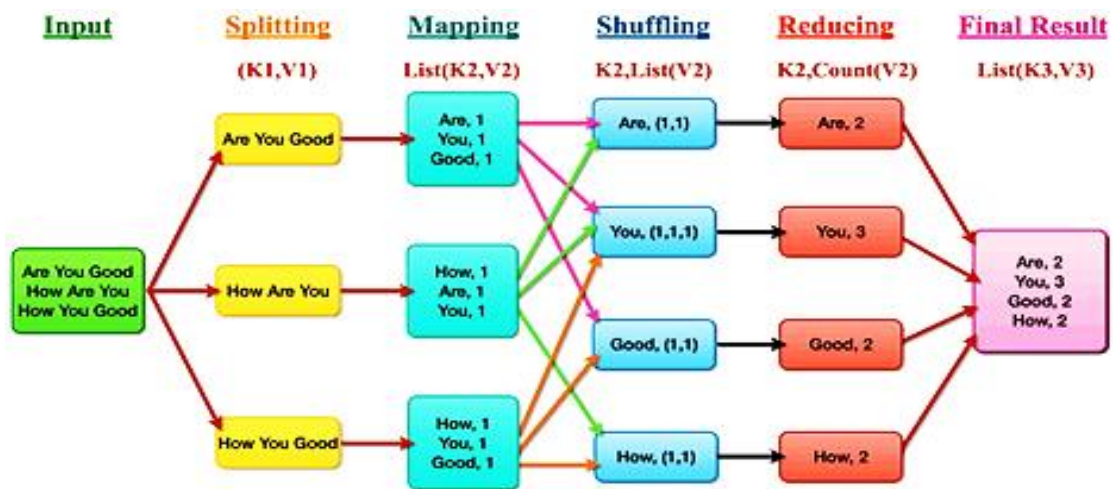 Input
Splitting
Mapping
Shuffling
Reducing
Final Result
(K1,V1)
List(K2,V2)
K2,List(V2)
K2,Count(V2)
List(K3,V3)
Are You Good
How Are You
How You Good
Are You Good
How Are You
How You Good
Are, 1
You, 1
Good, 1
How, 1
Are, 1
You, 1
How, 1
You, 1
Good, 1
Are, (1,1)
You, (1,1,1)
Good, (1,1)
How, (1,1)
Are, 2
You, 3
Good, 2
How, 2
Are, 2
You, 3
Good, 2
How, 2